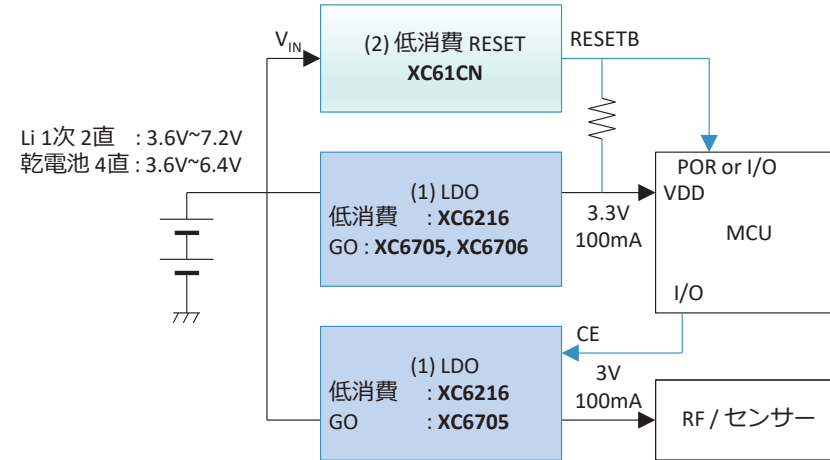 V_IN
(2) 低消費 RESET
XC61CN
RESETB
Li 1次 2直 : 3.6V~7.2V
乾電池 4直 : 3.6V~6.4V
(1) LDO
低消費 : XC6216
GO : XC6705, XC6706
3.3V
100mA
POR or I/O
VDD
MCU
I/O
CE
(1) LDO
低消費 : XC6216
GO : XC6705
3V
100mA
RF / センサー